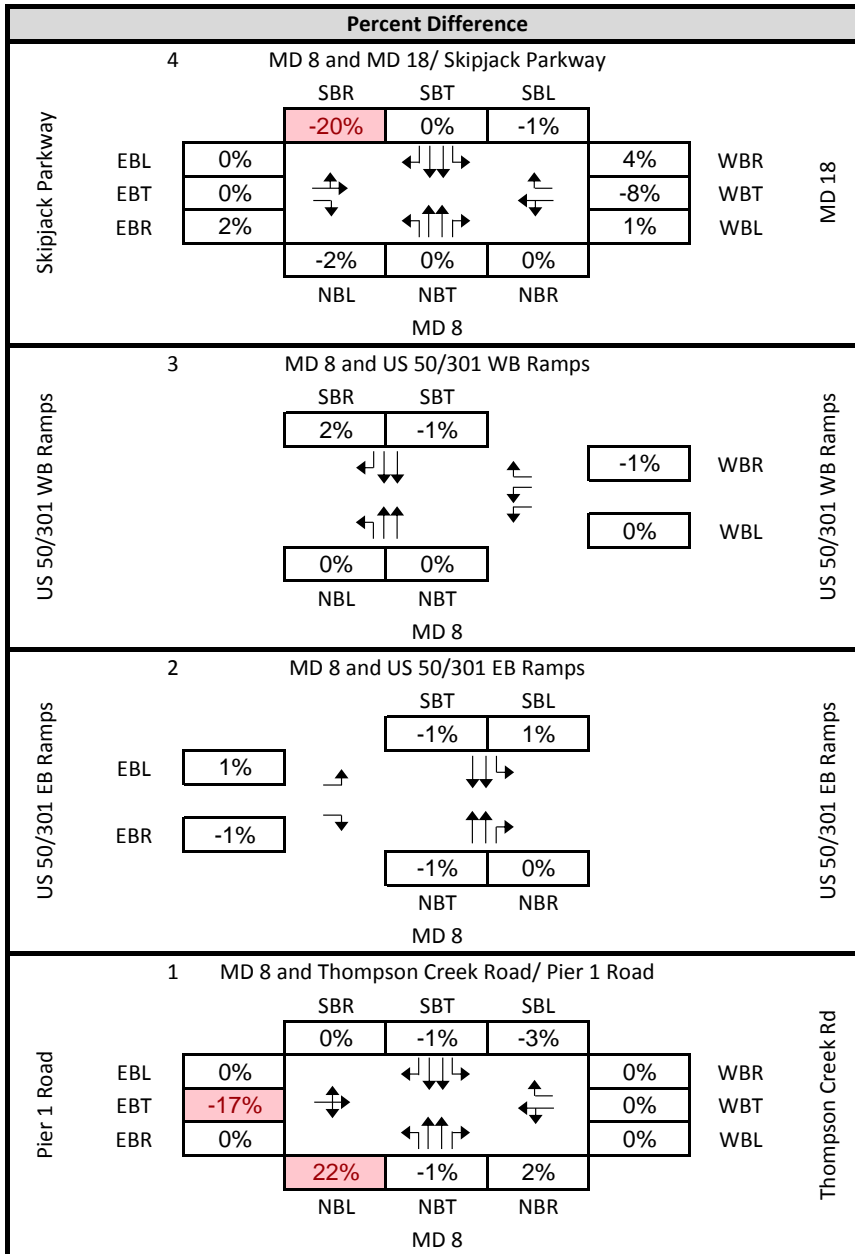 Percent Difference
4 MD 8 and MD 18/ Skipjack Parkway
SBR SBT SBL
-20% 0% -1%
Skipjack Parkway
EBL 0% 4% WBR
EBT 0% -8% WBT
EBR 2% 1% WBL
MD 18
-2% 0% 0%
NBL NBT NBR
MD 8
3 MD 8 and US 50/301 WB Ramps
SBR SBT
2% -1%
US 50/301 WB Ramps
-1% WBR
0% WBL
US 50/301 WB Ramps
0% 0%
NBL NBT
MD 8
2 MD 8 and US 50/301 EB Ramps
SBT SBL
-1% 1%
US 50/301 EB Ramps
EBL 1%
EBR -1%
US 50/301 EB Ramps
-1% 0%
NBT NBR
MD 8
1 MD 8 and Thompson Creek Road/ Pier 1 Road
SBR SBT SBL
0% -1% -3%
Pier 1 Road
EBL 0% 0% WBR
EBT -17% 0% WBT
EBR 0% 0% WBL
Thompson Creek Rd
22% -1% 2%
NBL NBT NBR
MD 8